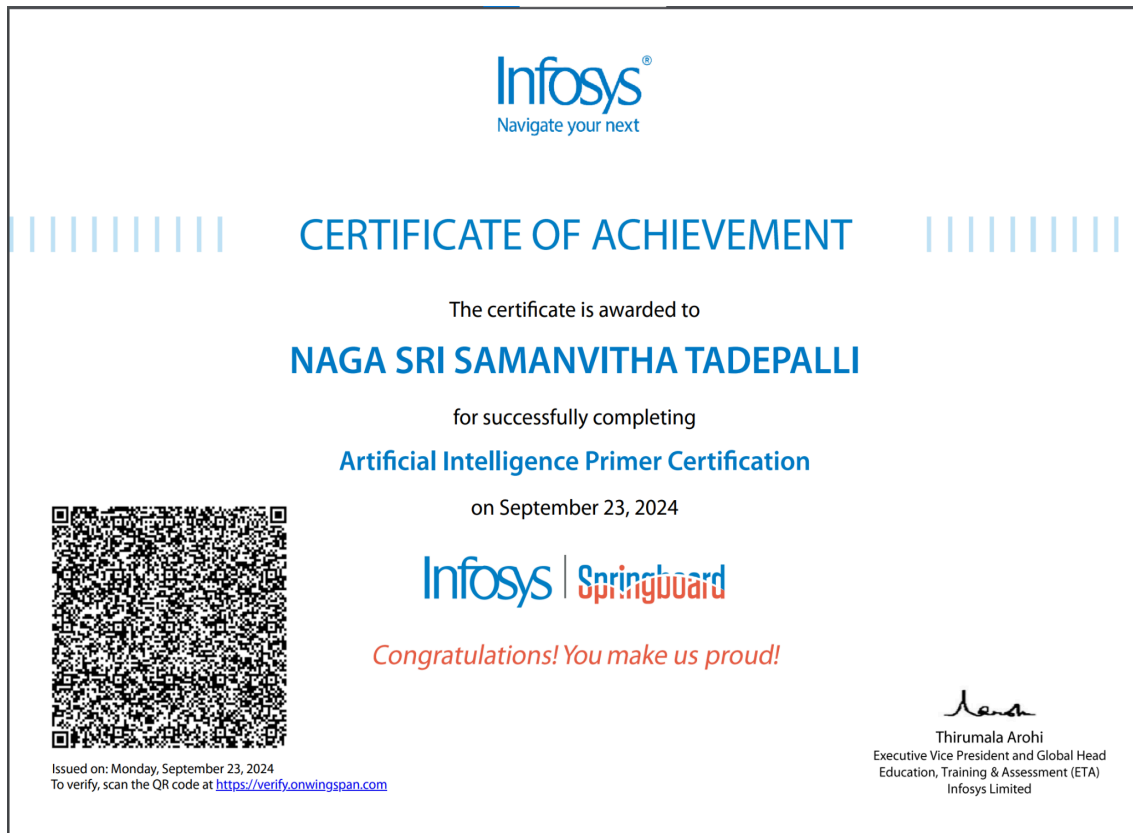 Infosys®
Navigate your next
CERTIFICATE OF ACHIEVEMENT
The certificate is awarded to
NAGA SRI SAMANVITHA TADEPALLI
for successfully completing
Artificial Intelligence Primer Certification
on September 23, 2024
Infosys | Springboard
Congratulations! You make us proud!
Thirumala Arohi
Executive Vice President and Global Head
Education, Training & Assessment (ETA)
Infosys Limited
Issued on: Monday, September 23, 2024
To verify, scan the QR code at https://verify.onwingspan.com